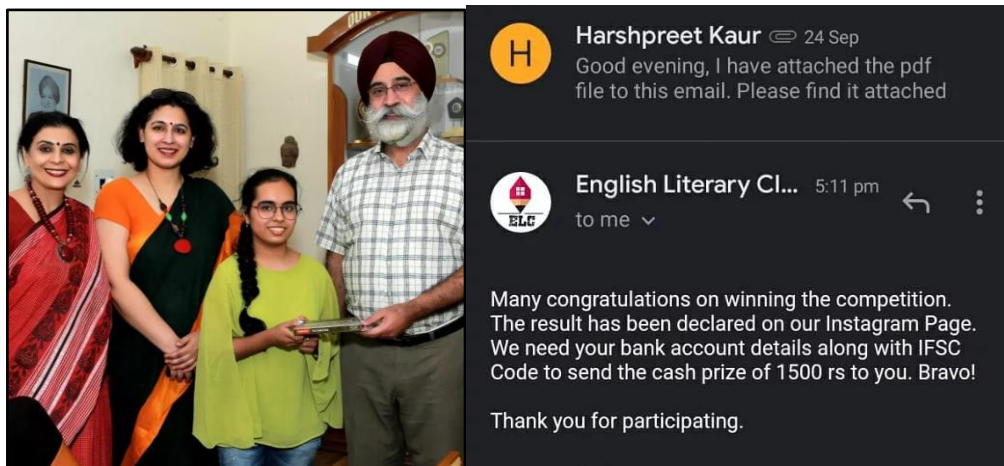 OUR
H
Harshpreet Kaur 24 Sep
Good evening, I have attached the pdf
file to this email. Please find it attached
ELC
English Literary Cl... 5:11 pm
to me
Many congratulations on winning the competition.
The result has been declared on our Instagram Page.
We need your bank account details along with IFSC
Code to send the cash prize of 1500 rs to you. Bravo!
Thank you for participating.